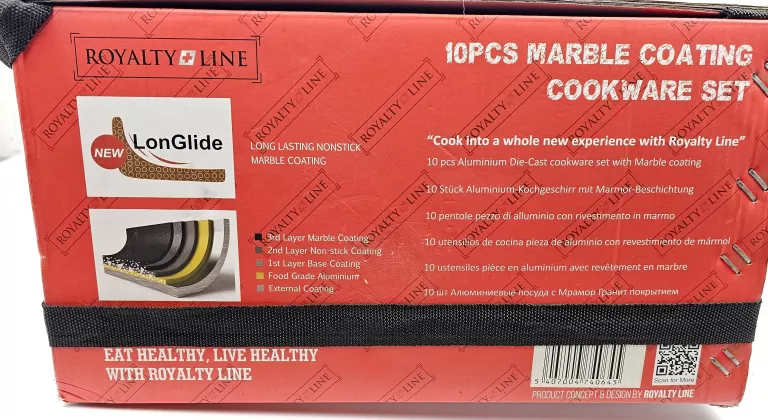 ROYALTY LINE
10PCS MARBLE COATING
COOKWARE SET
NEW
LonGlide
LONG LASTING NONSTICK
MARBLE COATING
"Cook into a whole new experience with Royalty Line"
10 pcs Aluminium Die-Cast cookware set with Marble coating
10 Stück Aluminium-Kochgeschirr mit Marmor-Beschichtung
10 pentole pezzo di alluminio con rivestimento in marmo
10 utensilios de cocina pieza de aluminio con revestimiento de mármol
10 ustensiles pièce en aluminium avec revêtement en marbre
10 шт Алюминиевые посуда с Мрамор Гранит покрытием
3rd Layer Marble Coating
2nd Layer Non-stick Coating
1st Layer Base Coating
Food Grade Aluminium
External Coating
EAT HEALTHY, LIVE HEALTHY
WITH ROYALTY LINE
5 407004 740645
Scan for More
PRODUCT CONCEPT & DESIGN BY ROYALTY LINE